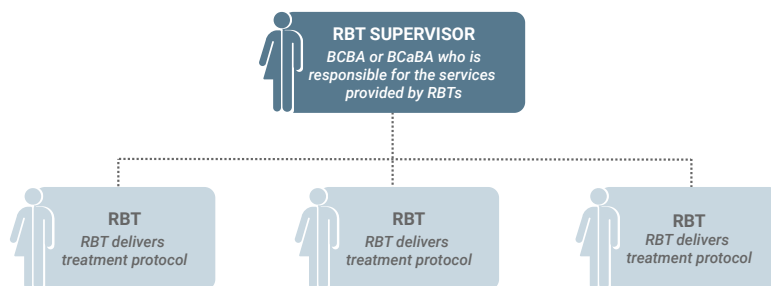 RBT SUPERVISOR
BCBA or BCaBA who is
responsible for the services
provided by RBTs
RBT
RBT delivers
treatment protocol
RBT
RBT delivers
treatment protocol
RBT
RBT delivers
treatment protocol